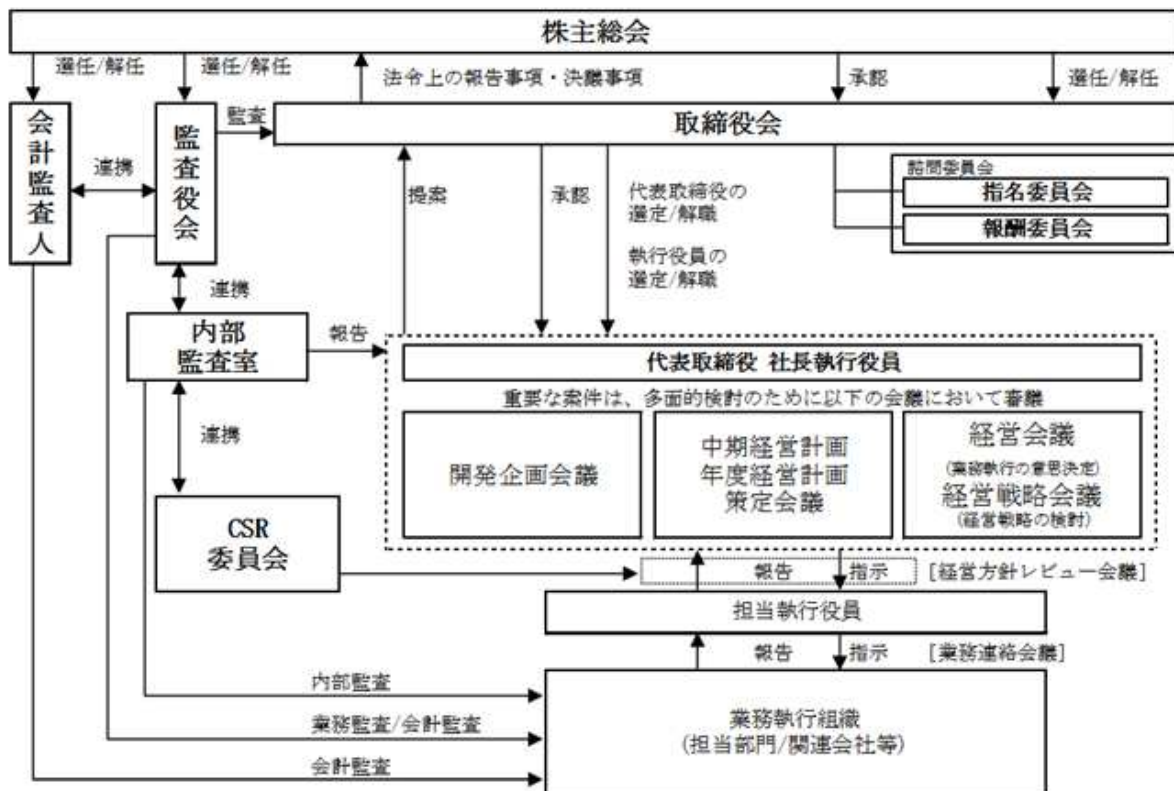 株主総会
選任/解任
選任/解任
法令上の報告事項・決議事項
承認
選任/解任
会計監査人
監査役会
監査
取締役会
連携
提案
承認
代表取締役の
選定/解職
執行役員の
選定/解職
諮問委員会
指名委員会
報酬委員会
連携
内部
監査室
報告
代表取締役 社長執行役員
重要な案件は、多面的検討のために以下の会議において審議
連携
開発企画会議
中期経営計画
年度経営計画
策定会議
経営会議
(業務執行の意思決定)
経営戦略会議
(経営戦略の検討)
CSR
委員会
報告
指示
[経営方針レビュー会議]
担当執行役員
報告
指示
[業務連絡会議]
内部監査
業務監査/会計監査
会計監査
業務執行組織
(担当部門/関連会社等)